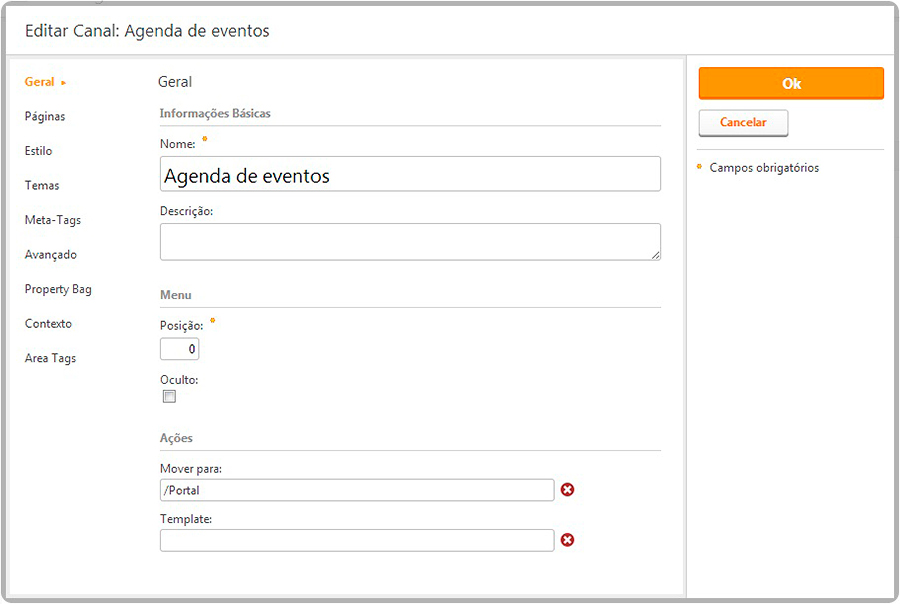 Editar Canal: Agenda de eventos
Geral
Páginas
Estilo
Temas
Meta-Tags
Avançado
Property Bag
Contexto
Area Tags
Geral
Informações Básicas
Nome: *
Agenda de eventos
Descrição:
Menu
Posição: *
0
Oculto:
Ações
Mover para:
/Portal
Template:
Ok
Cancelar
* Campos obrigatórios